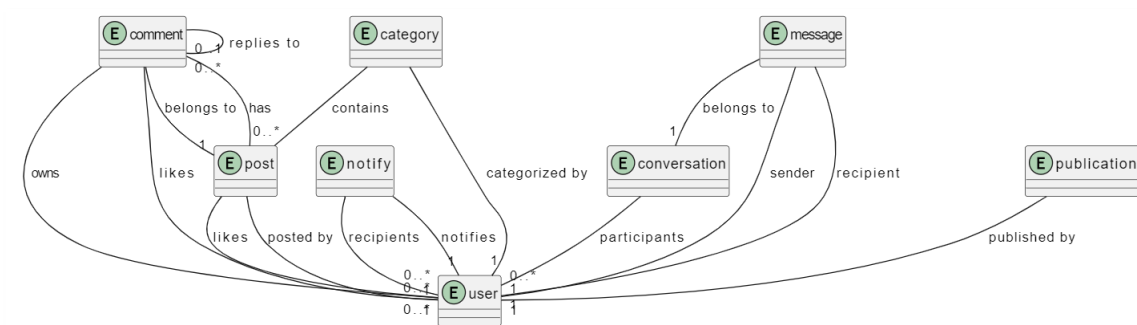 E comment
E category
E message
0..1 replies to
0..*
belongs to
has
contains
belongs to
0..*
1
1
E post
E notify
E conversation
E publication
owns
likes
categorized by
sender
recipient
likes
posted by
recipients
notifies
participants
published by
1
1
0..*
0..*
E user
1
1
0..*